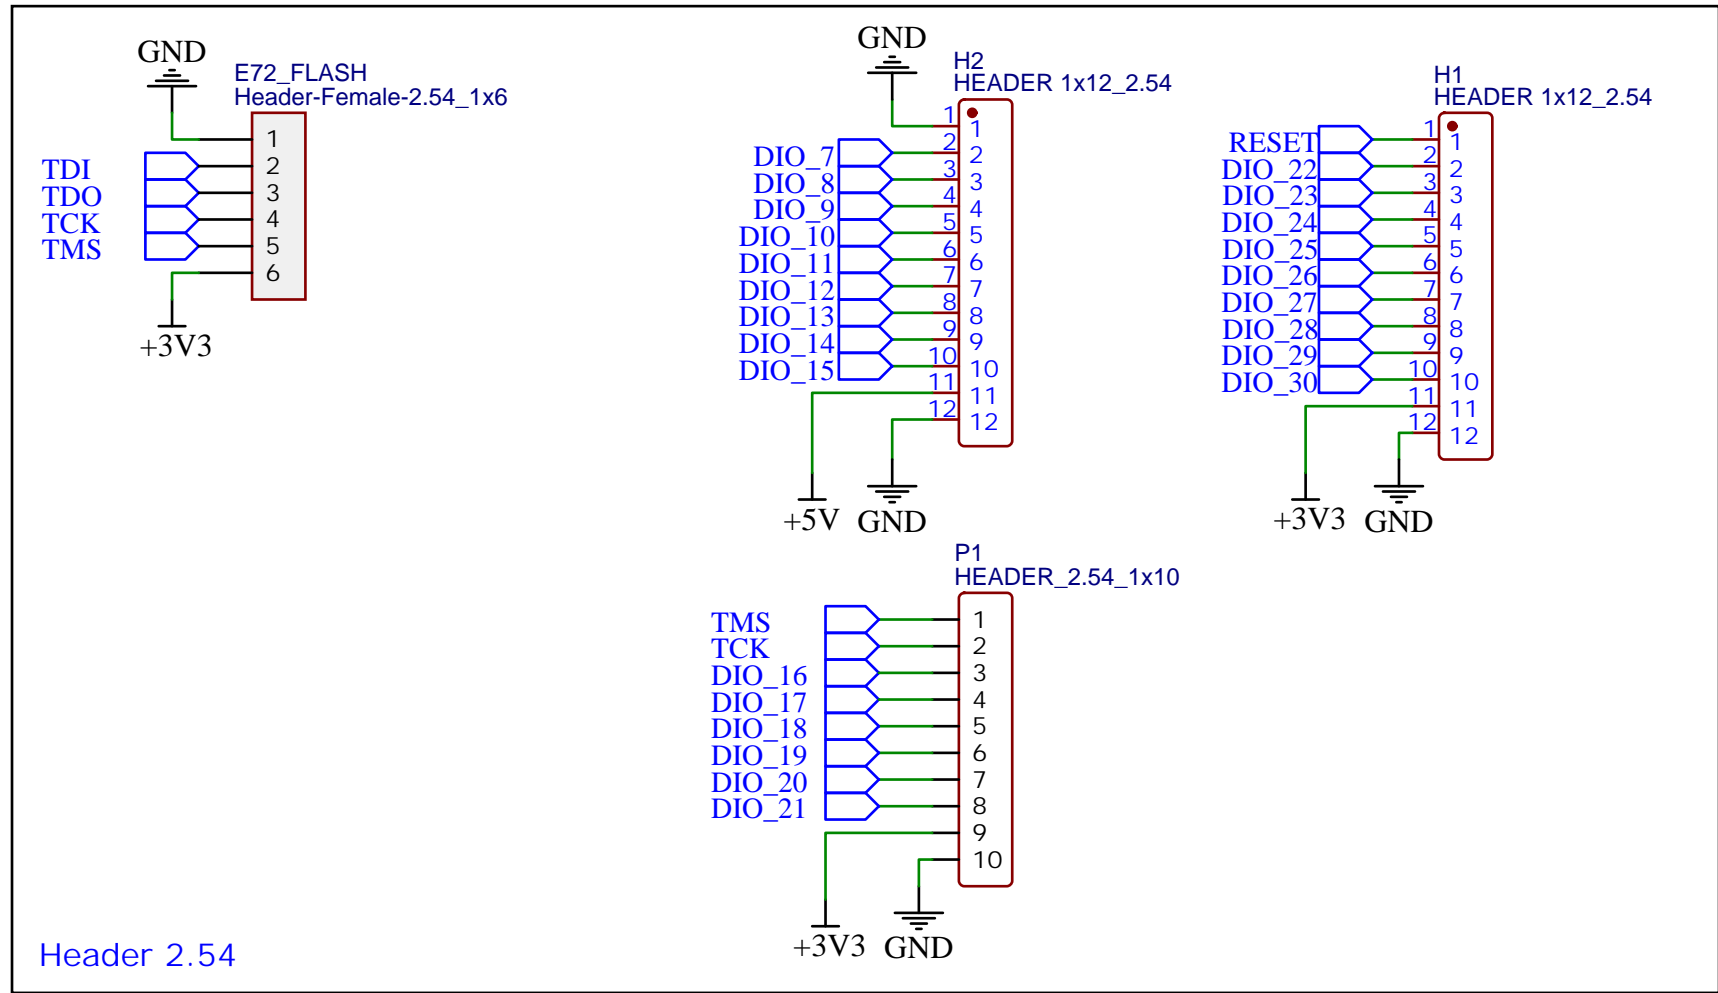 GND
E72_FLASH
Header-Female-2.54_1x6
1
TDI 2
TDO 3
TCK 4
TMS 5
6
+3V3
GND
H2
HEADER 1x12_2.54
1 1
DIO_7 2 2
DIO_8 3 3
DIO_9 4 4
DIO_10 5 5
DIO_11 6 6
DIO_12 7 7
DIO_13 8 8
DIO_14 9 9
DIO_15 10 10
11 11
12 12
+5V GND
H1
HEADER 1x12_2.54
RESET 1 1
DIO_22 2 2
DIO_23 3 3
DIO_24 4 4
DIO_25 5 5
DIO_26 6 6
DIO_27 7 7
DIO_28 8 8
DIO_29 9 9
DIO_30 10 10
11 11
12 12
+3V3 GND
P1
HEADER_2.54_1x10
TMS 1
TCK 2
DIO_16 3
DIO_17 4
DIO_18 5
DIO_19 6
DIO_20 7
DIO_21 8
9
10
+3V3 GND
Header 2.54